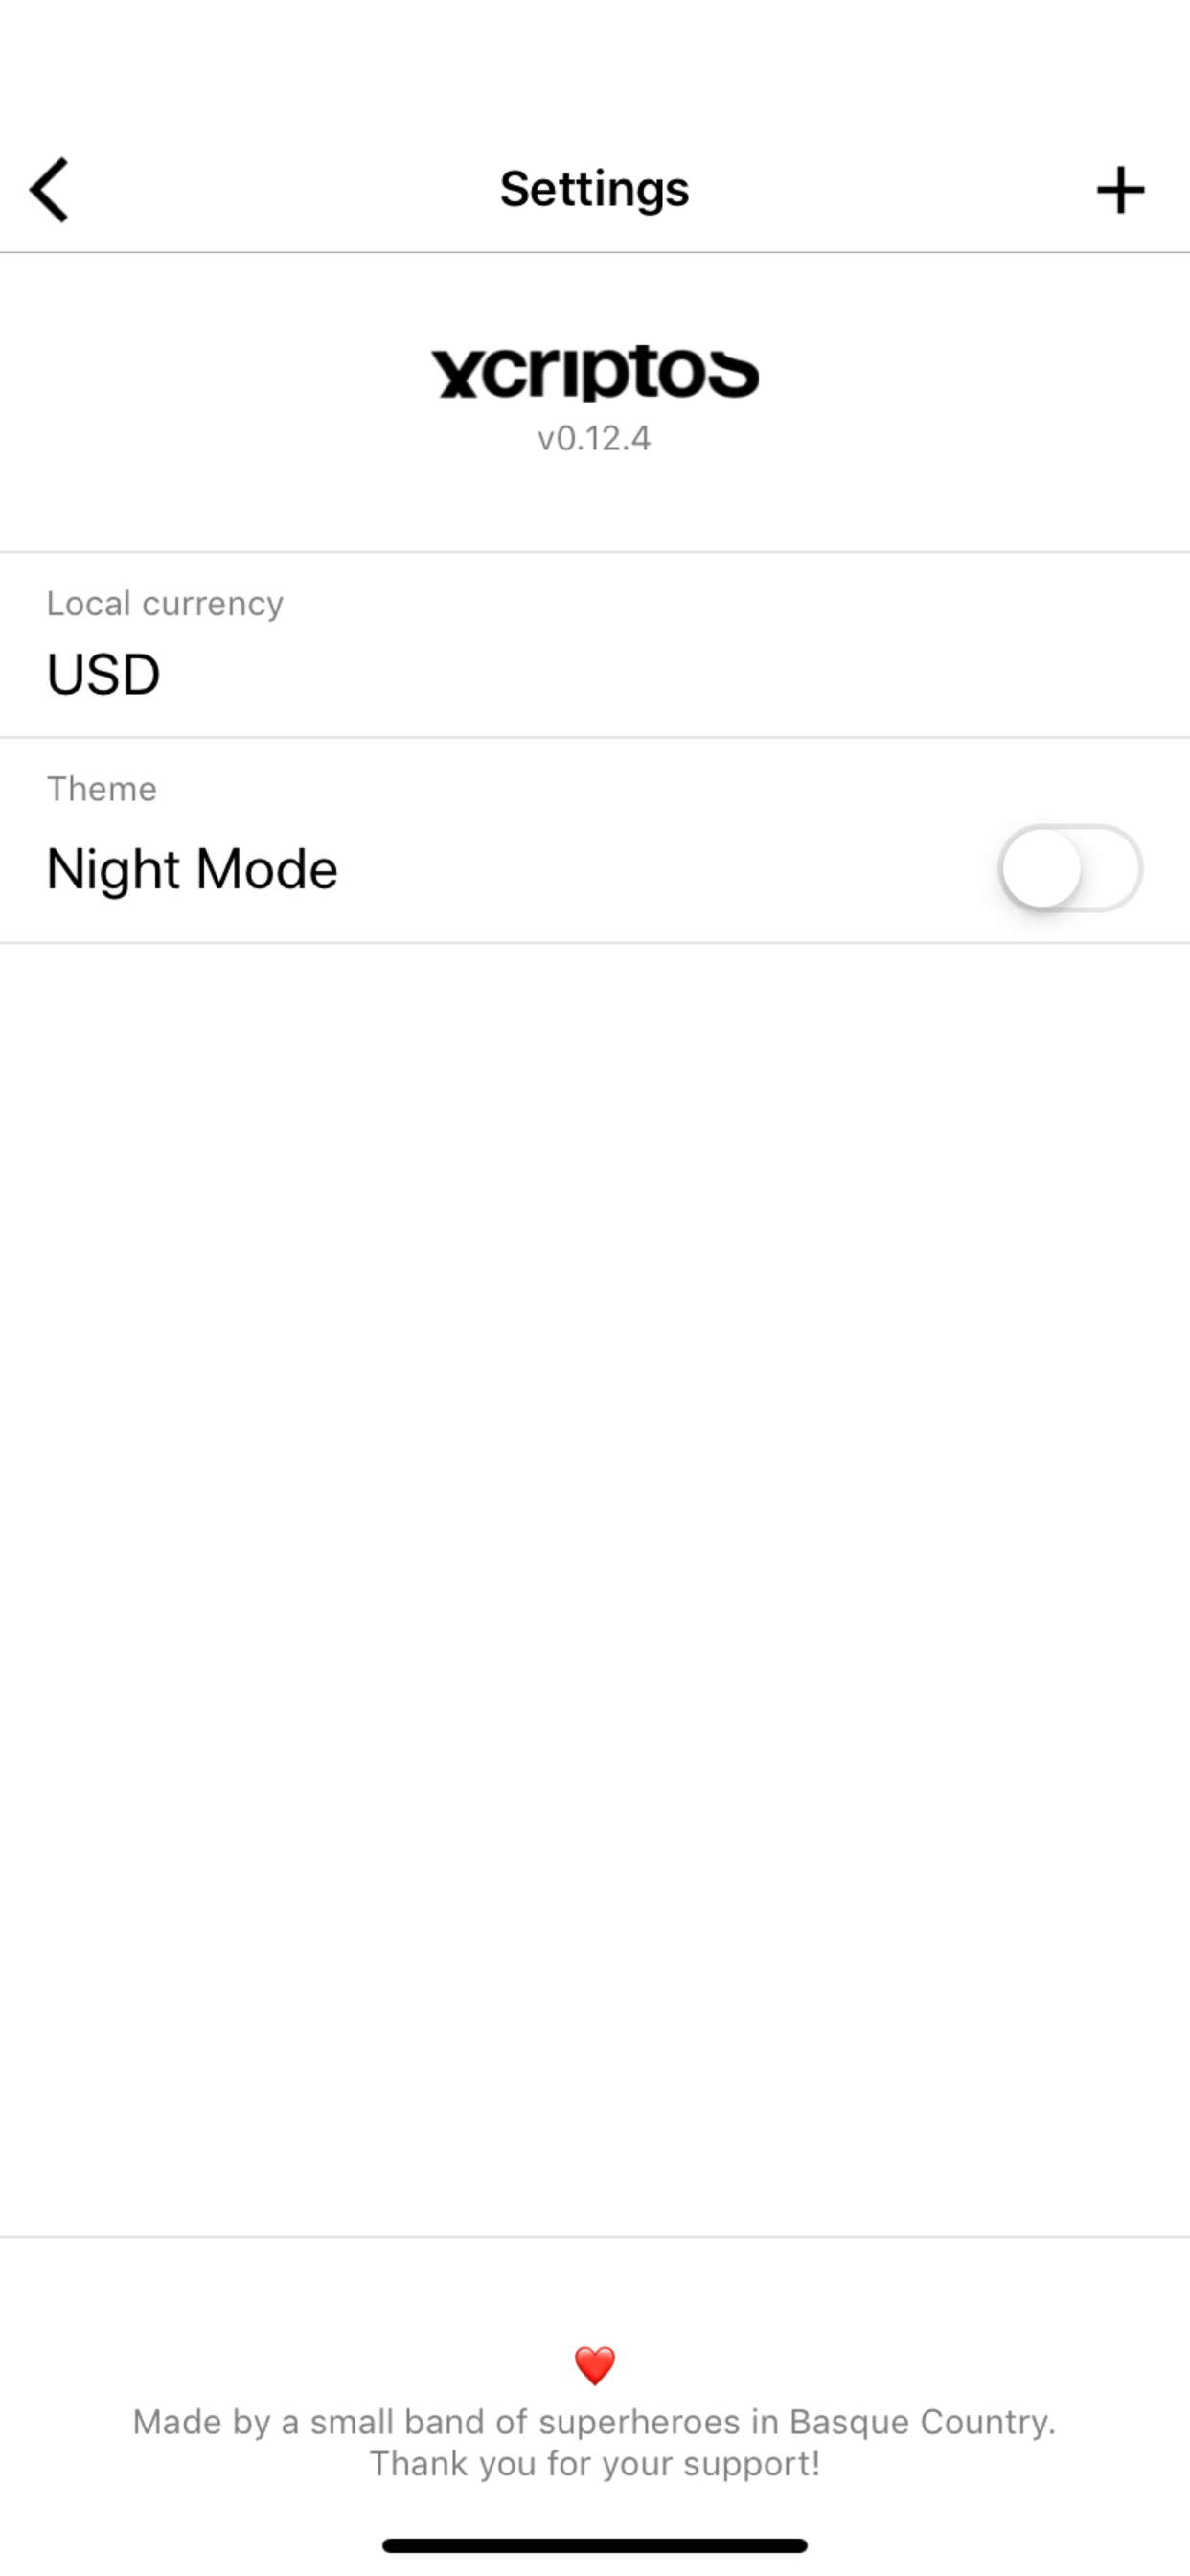 Settings
xcriptos
v0.12.4
Local currency
USD
Theme
Night Mode
Made by a small band of superheroes in Basque Country.
Thank you for your support!